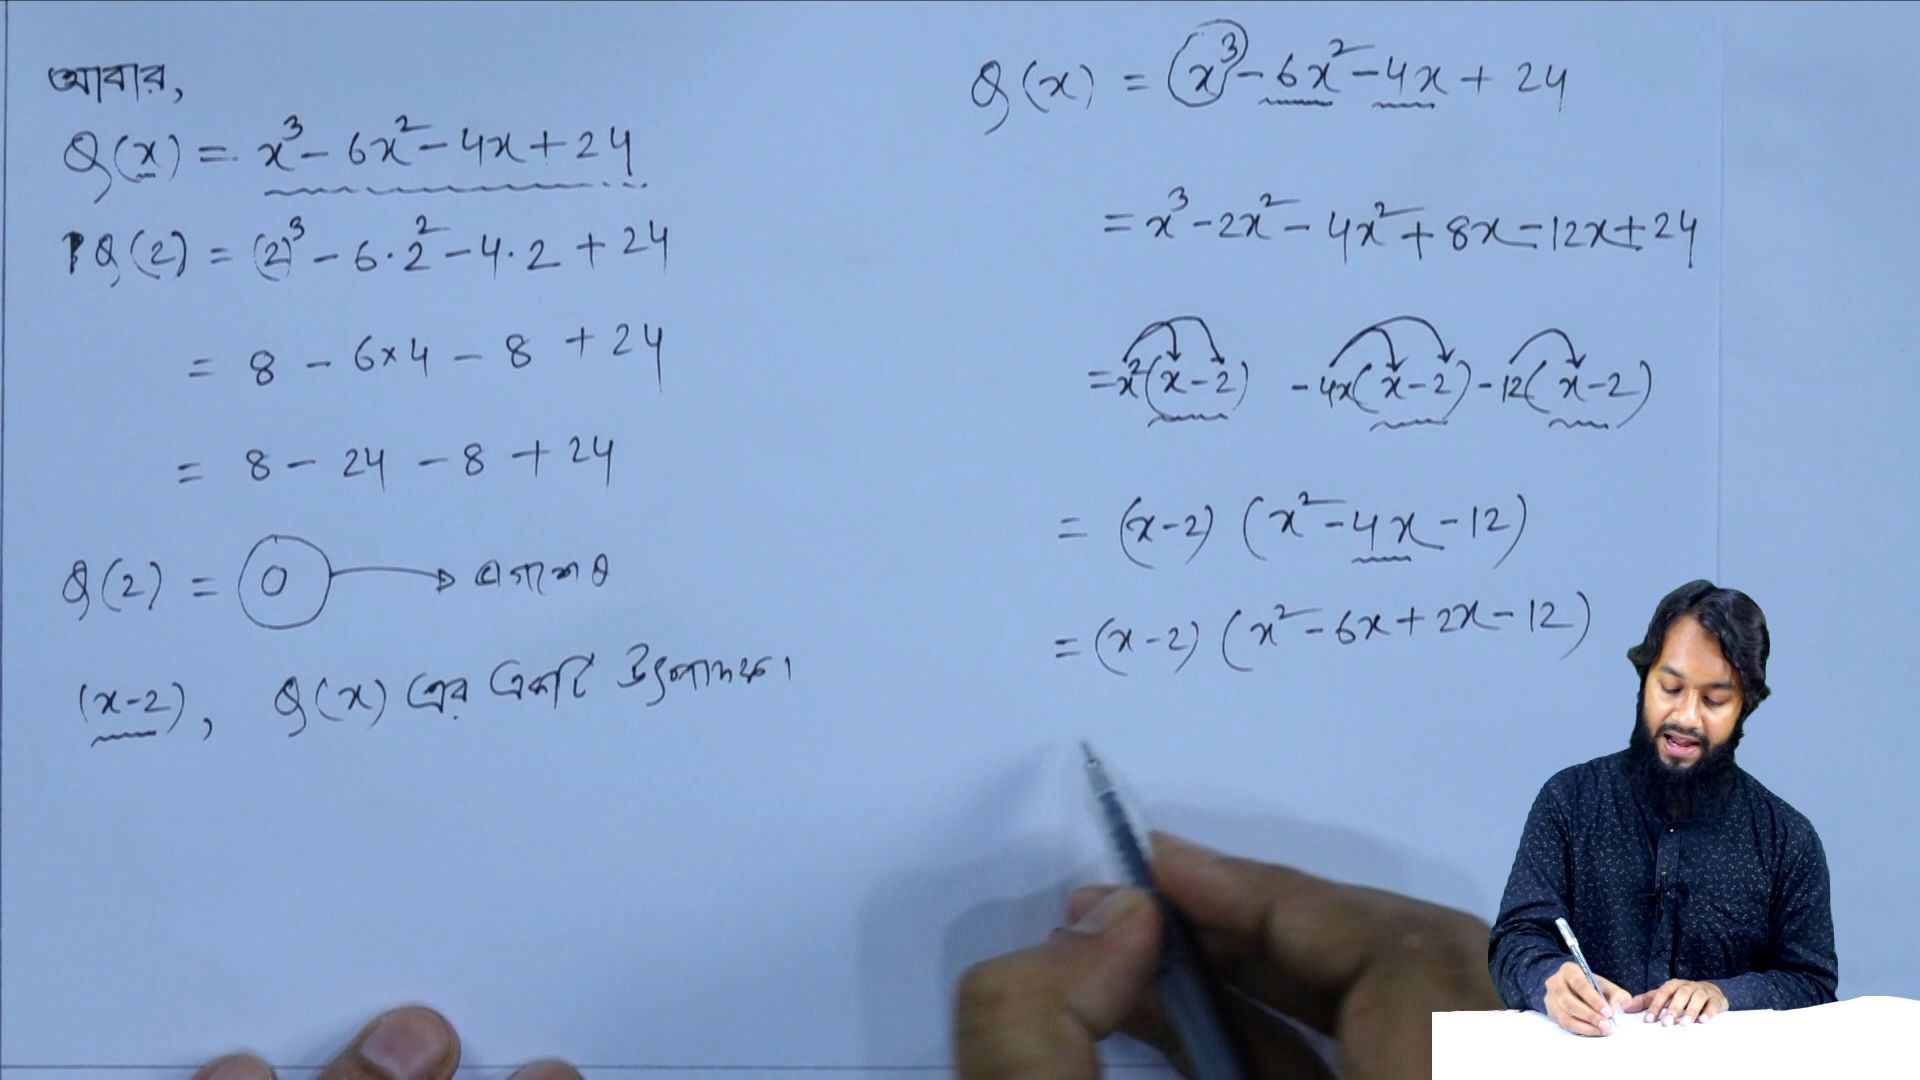 আবার,
Q(x) = x³ - 6x² - 4x + 24
Q(2) = (2)³ - 6·2² - 4·2 + 24
= 8 - 6×4 - 8 + 24
= 8 - 24 - 8 + 24
Q(2) = 0 →
(x-2), Q(x) এর একটি উৎপাদক।
Q(x) = x³ - 6x² - 4x + 24
= x³ - 2x² - 4x² + 8x - 12x + 24
= x²(x-2) - 4x(x-2) - 12(x-2)
= (x-2) (x² - 4x - 12)
= (x-2) (x² - 6x + 2x - 12)